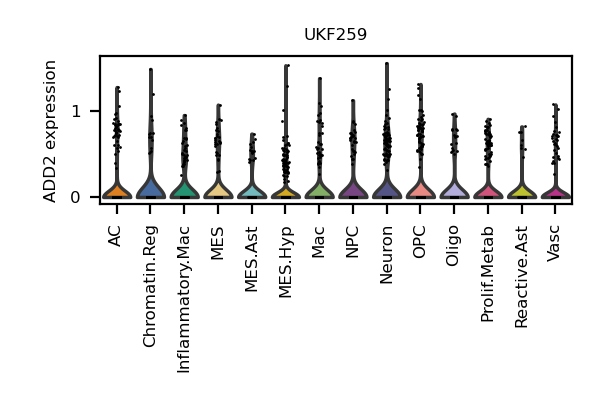 UKF259
ADD2 expression
1
0
AC
Chromatin.Reg
Inflammatory.Mac
MES
MES.Ast
MES.Hyp
Mac
NPC
Neuron
OPC
Oligo
Prolif.Metab
Reactive.Ast
Vasc